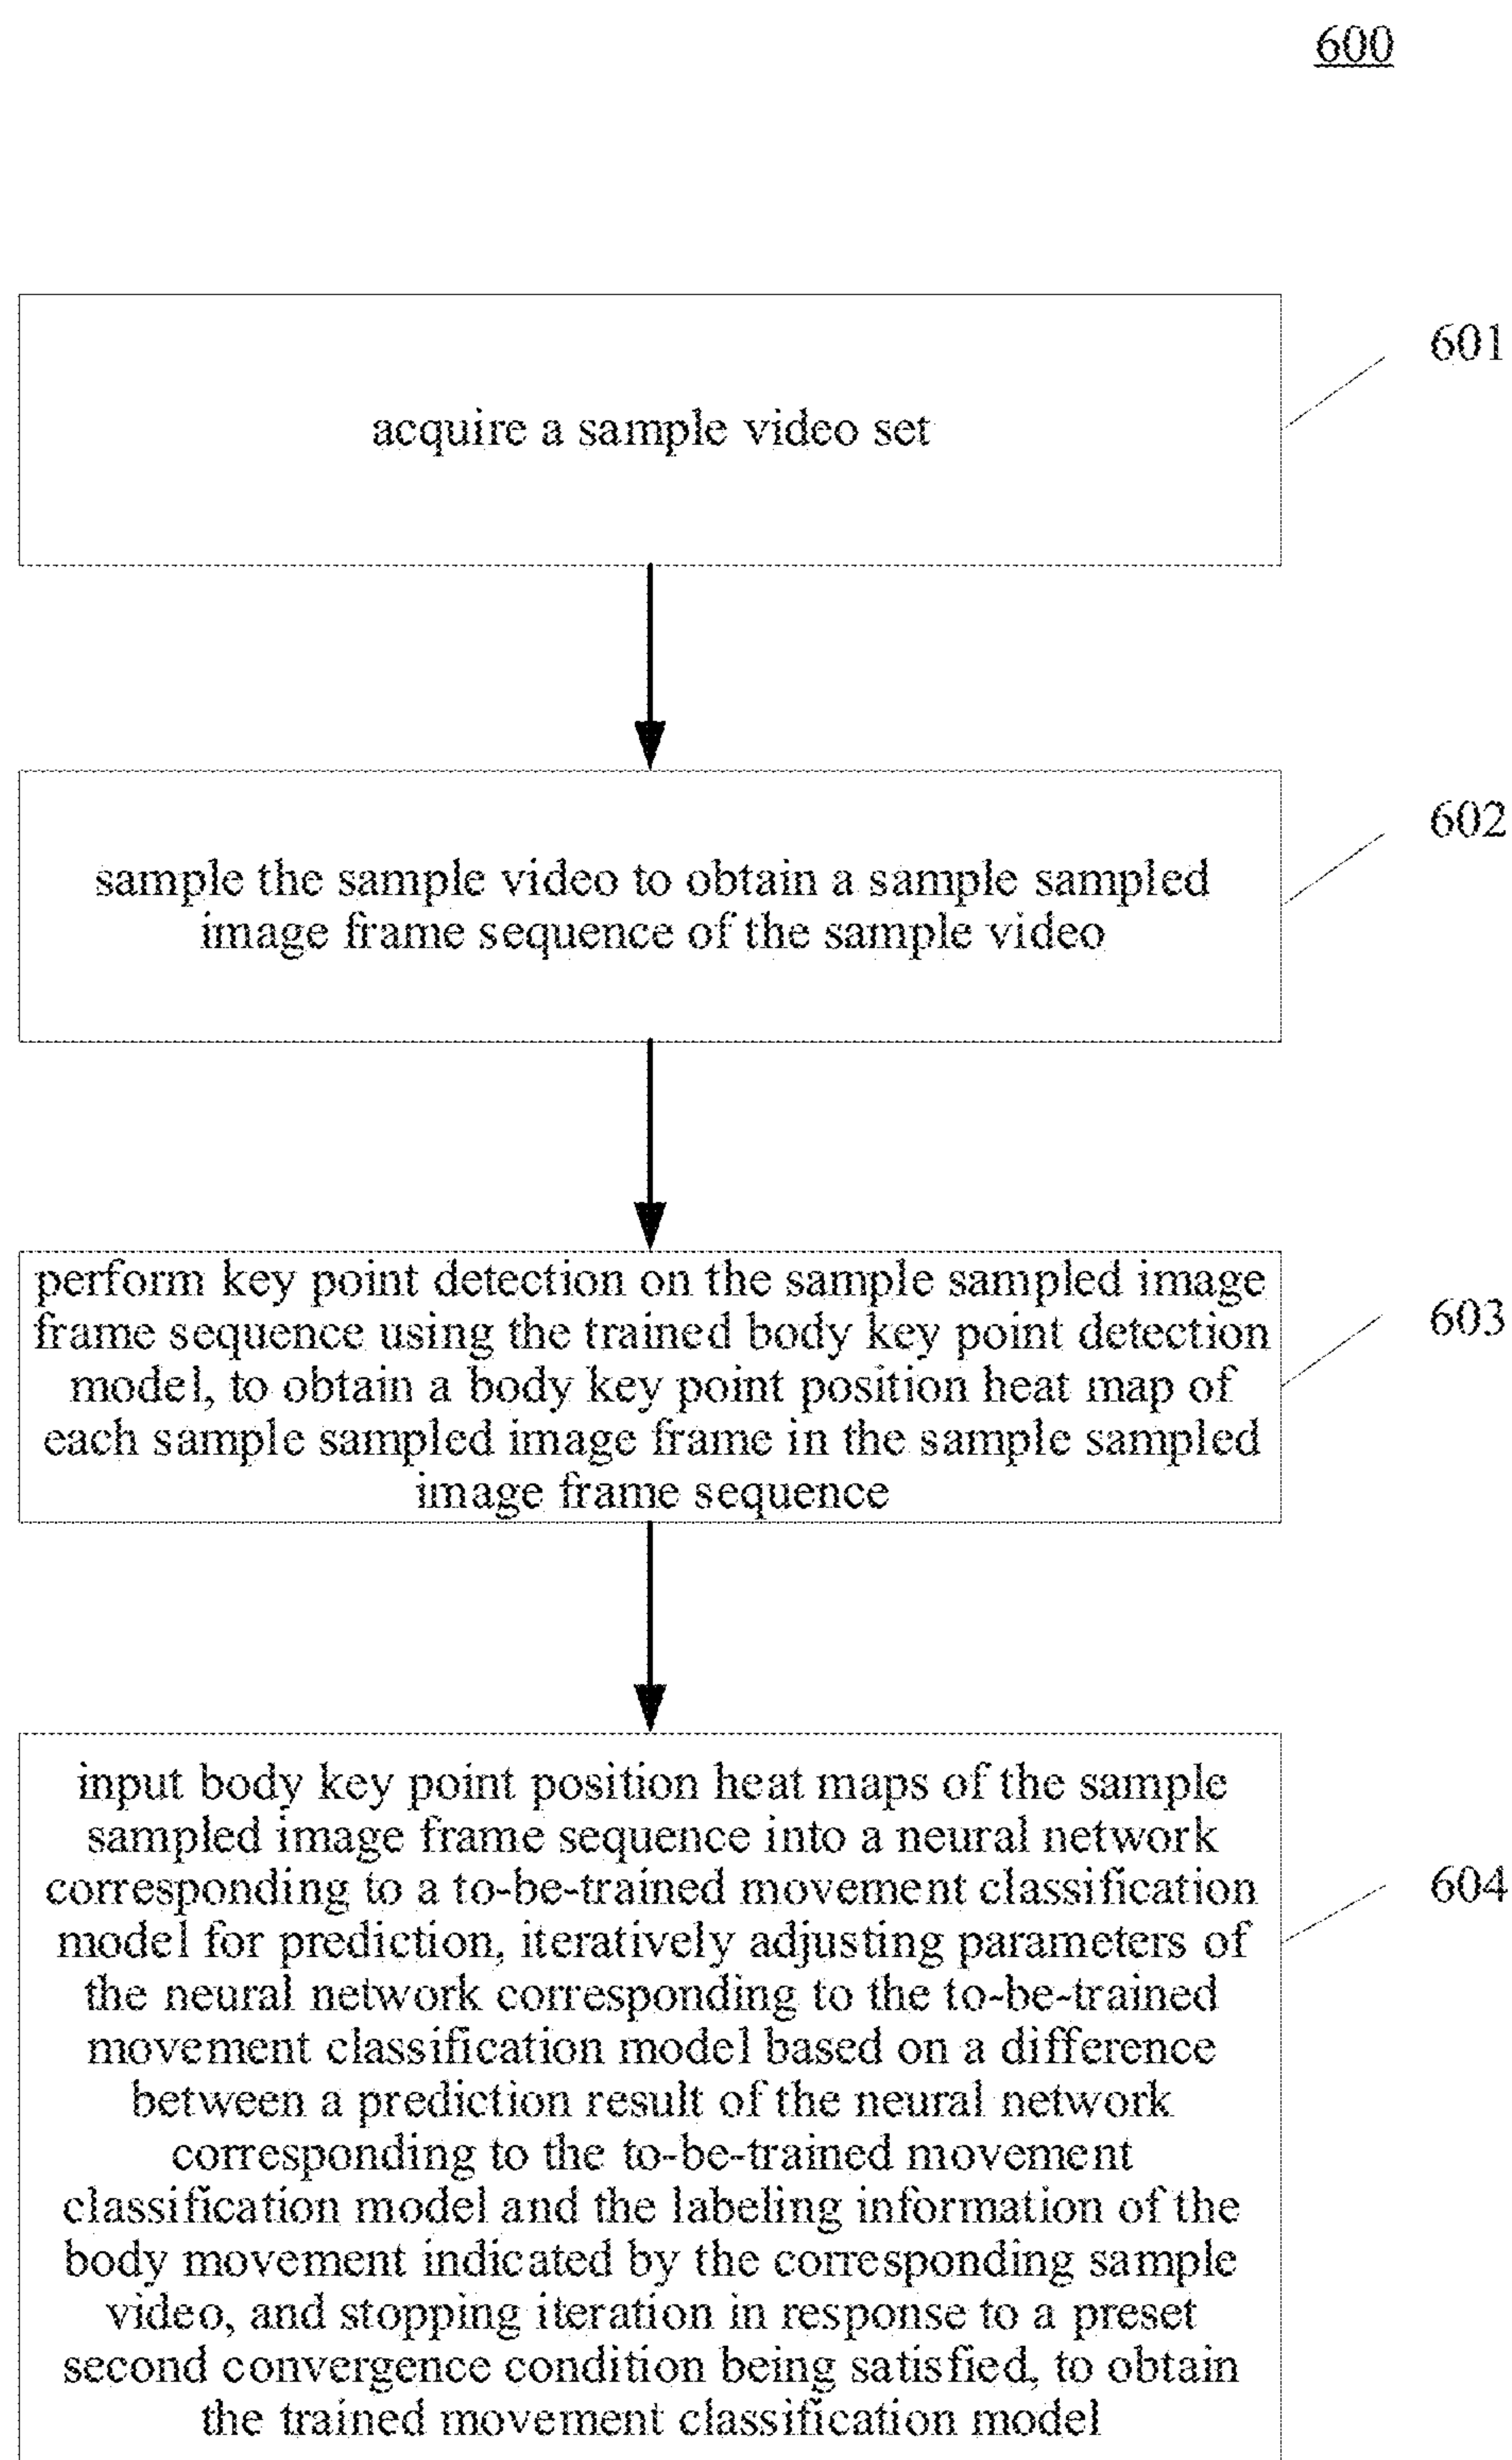 600
acquire a sample video set
601
sample the sample video to obtain a sample sampled
image frame sequence of the sample video
602
perform key point detection on the sample sampled image
frame sequence using the trained body key point detection
model, to obtain a body key point position heat map of
each sample sampled image frame in the sample sampled
image frame sequence
603
input body key point position heat maps of the sample
sampled image frame sequence into a neural network
corresponding to a to-be-trained movement classification
model for prediction, iteratively adjusting parameters of
the neural network corresponding to the to-be-trained
movement classification model based on a difference
between a prediction result of the neural network
corresponding to the to-be-trained movement
classification model and the labeling information of the
body movement indicated by the corresponding sample
video, and stopping iteration in response to a preset
second convergence condition being satisfied, to obtain
the trained movement classification model
604